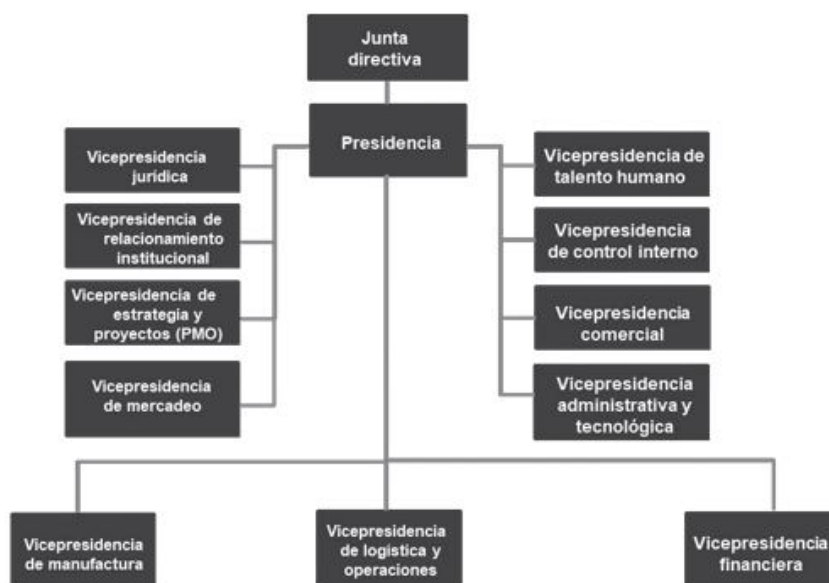 Junta
directiva
Presidencia
Vicepresidencia
jurídica
Vicepresidencia de
relacionamiento
institucional
Vicepresidencia de
estrategia y
proyectos (PMO)
Vicepresidencia
de mercadeo
Vicepresidencia de
talento humano
Vicepresidencia
de control interno
Vicepresidencia
comercial
Vicepresidencia
administrativa y
tecnológica
Vicepresidencia
de manufactura
Vicepresidencia
de logística y
operaciones
Vicepresidencia
financiera